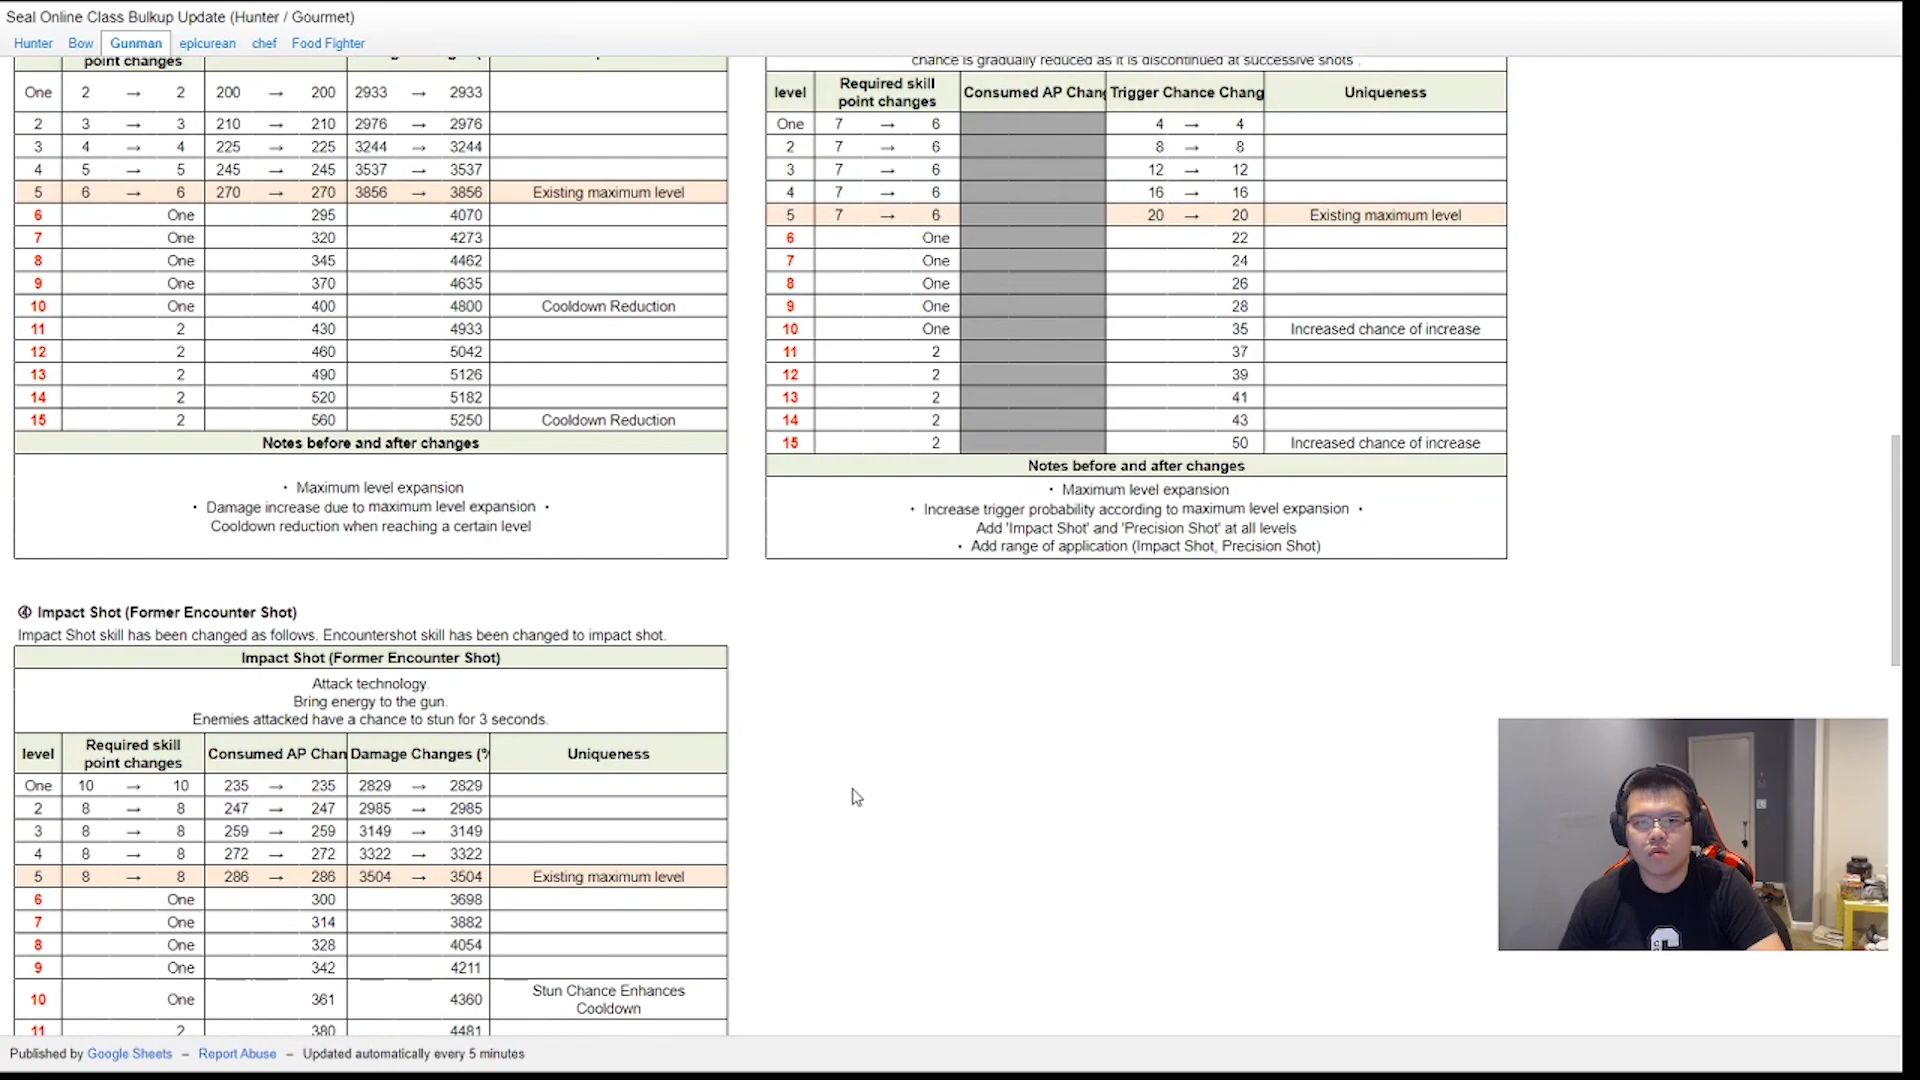 Seal Online Class Bulkup Update (Hunter / Gourmet)
Hunter Bow Gunman epicurean chef Food Fighter
point changes
One 2 → 2 200 → 200 2933 → 2933
2 3 → 3 210 → 210 2976 → 2976
3 4 → 4 225 → 225 3244 → 3244
4 5 → 5 245 → 245 3537 → 3537
5 6 → 6 270 → 270 3856 → 3856 Existing maximum level
6 One 295 4070
7 One 320 4273
8 One 345 4462
9 One 370 4635
10 One 400 4800 Cooldown Reduction
11 2 430 4933
12 2 460 5042
13 2 490 5126
14 2 520 5182
15 2 560 5250 Cooldown Reduction
Notes before and after changes
・ Maximum level expansion
・ Damage increase due to maximum level expansion ・
Cooldown reduction when reaching a certain level
chance is gradually reduced as it is discontinued at successive shots .
level Required skill point changes Consumed AP Chang Trigger Chance Chang Uniqueness
One 7 → 6 4 → 4
2 7 → 6 8 → 8
3 7 → 6 12 → 12
4 7 → 6 16 → 16
5 7 → 6 20 → 20 Existing maximum level
6 One 22
7 One 24
8 One 26
9 One 28
10 One 35 Increased chance of increase
11 2 37
12 2 39
13 2 41
14 2 43
15 2 50 Increased chance of increase
Notes before and after changes
・ Maximum level expansion
・ Increase trigger probability according to maximum level expansion ・
Add 'Impact Shot' and 'Precision Shot' at all levels
・ Add range of application (Impact Shot, Precision Shot)
④ Impact Shot (Former Encounter Shot)
Impact Shot skill has been changed as follows. Encountershot skill has been changed to impact shot.
Impact Shot (Former Encounter Shot)
Attack technology.
Bring energy to the gun.
Enemies attacked have a chance to stun for 3 seconds.
level Required skill point changes Consumed AP Chan Damage Changes (% Uniqueness
One 10 → 10 235 → 235 2829 → 2829
2 8 → 8 247 → 247 2985 → 2985
3 8 → 8 259 → 259 3149 → 3149
4 8 → 8 272 → 272 3322 → 3322
5 8 → 8 286 → 286 3504 → 3504 Existing maximum level
6 One 300 3698
7 One 314 3882
8 One 328 4054
9 One 342 4211
10 One 361 4360 Stun Chance Enhances Cooldown
11 2 380 4481
Published by Google Sheets – Report Abuse – Updated automatically every 5 minutes